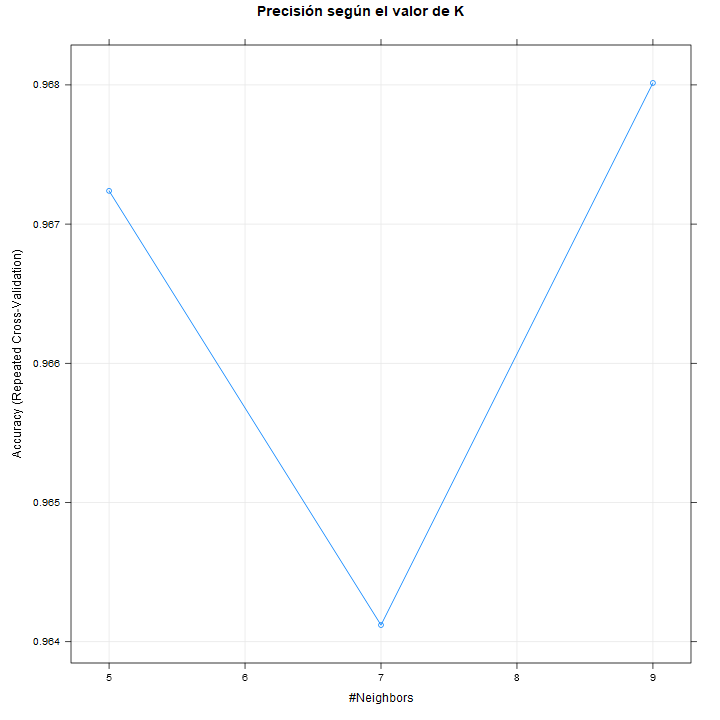 Precisión según el valor de K
Accuracy (Repeated Cross-Validation)
0.968
0.967
0.966
0.965
0.964
5 6 7 8 9
#Neighbors